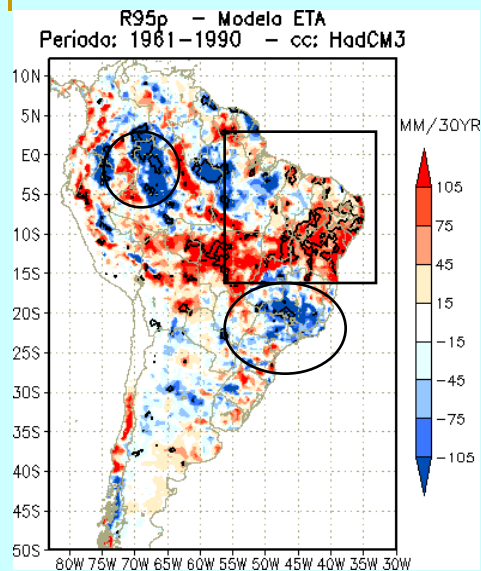 R95p - Modelo ETA
Periodo: 1961-1990 - cc: HadCM3
MM/30YR
10N
5N
EQ
5S
10S
15S
20S
25S
30S
35S
40S
45S
50S
105
75
45
15
-15
-45
-75
-105
80W 75W 70W 65W 60W 55W 50W 45W 40W 35W 30W